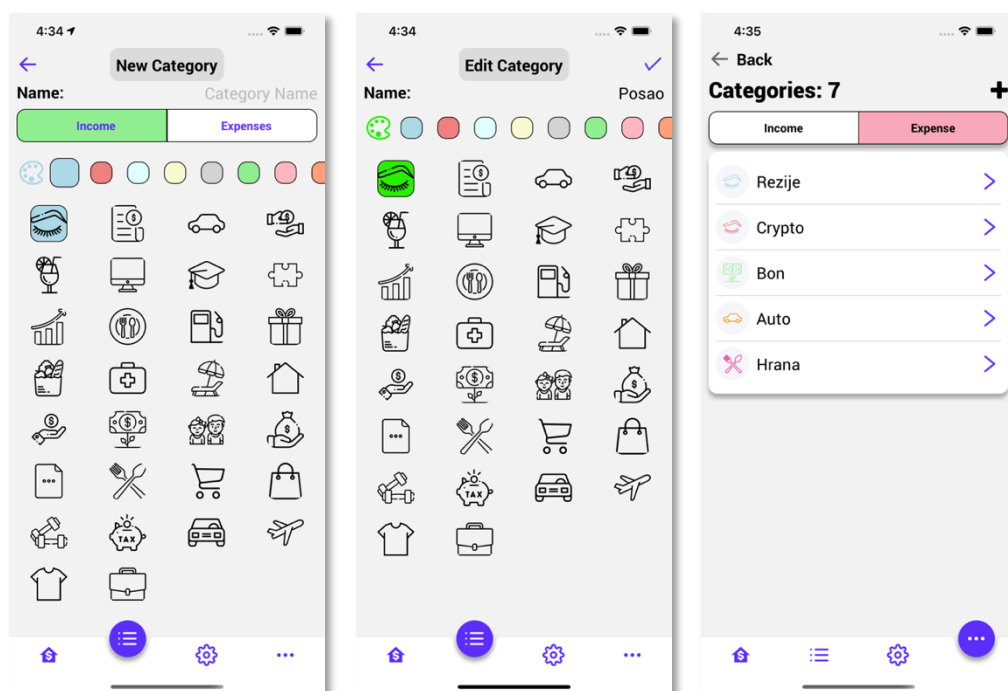 4:34
New Category
Name:
Category Name
Income
Expenses
TAX
4:34
Edit Category
Name:
Posao
TAX
4:35
Back
Categories: 7
Income
Expense
Rezije
Crypto
Bon
Auto
Hrana